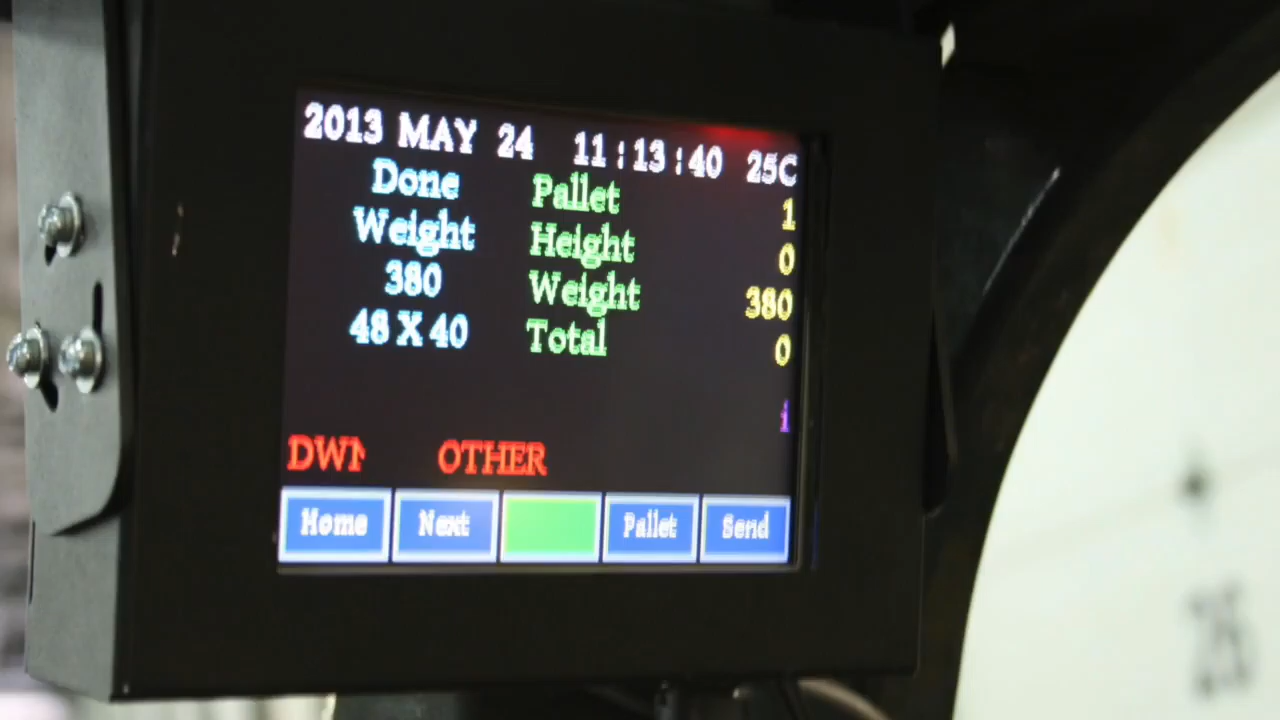 2013 MAY 24 11:13:40 25C
Done Pallet 1
Weight Height 0
380 Weight 380
48 X 40 Total 0
i
OTHER
Home Next Pallet Send
25